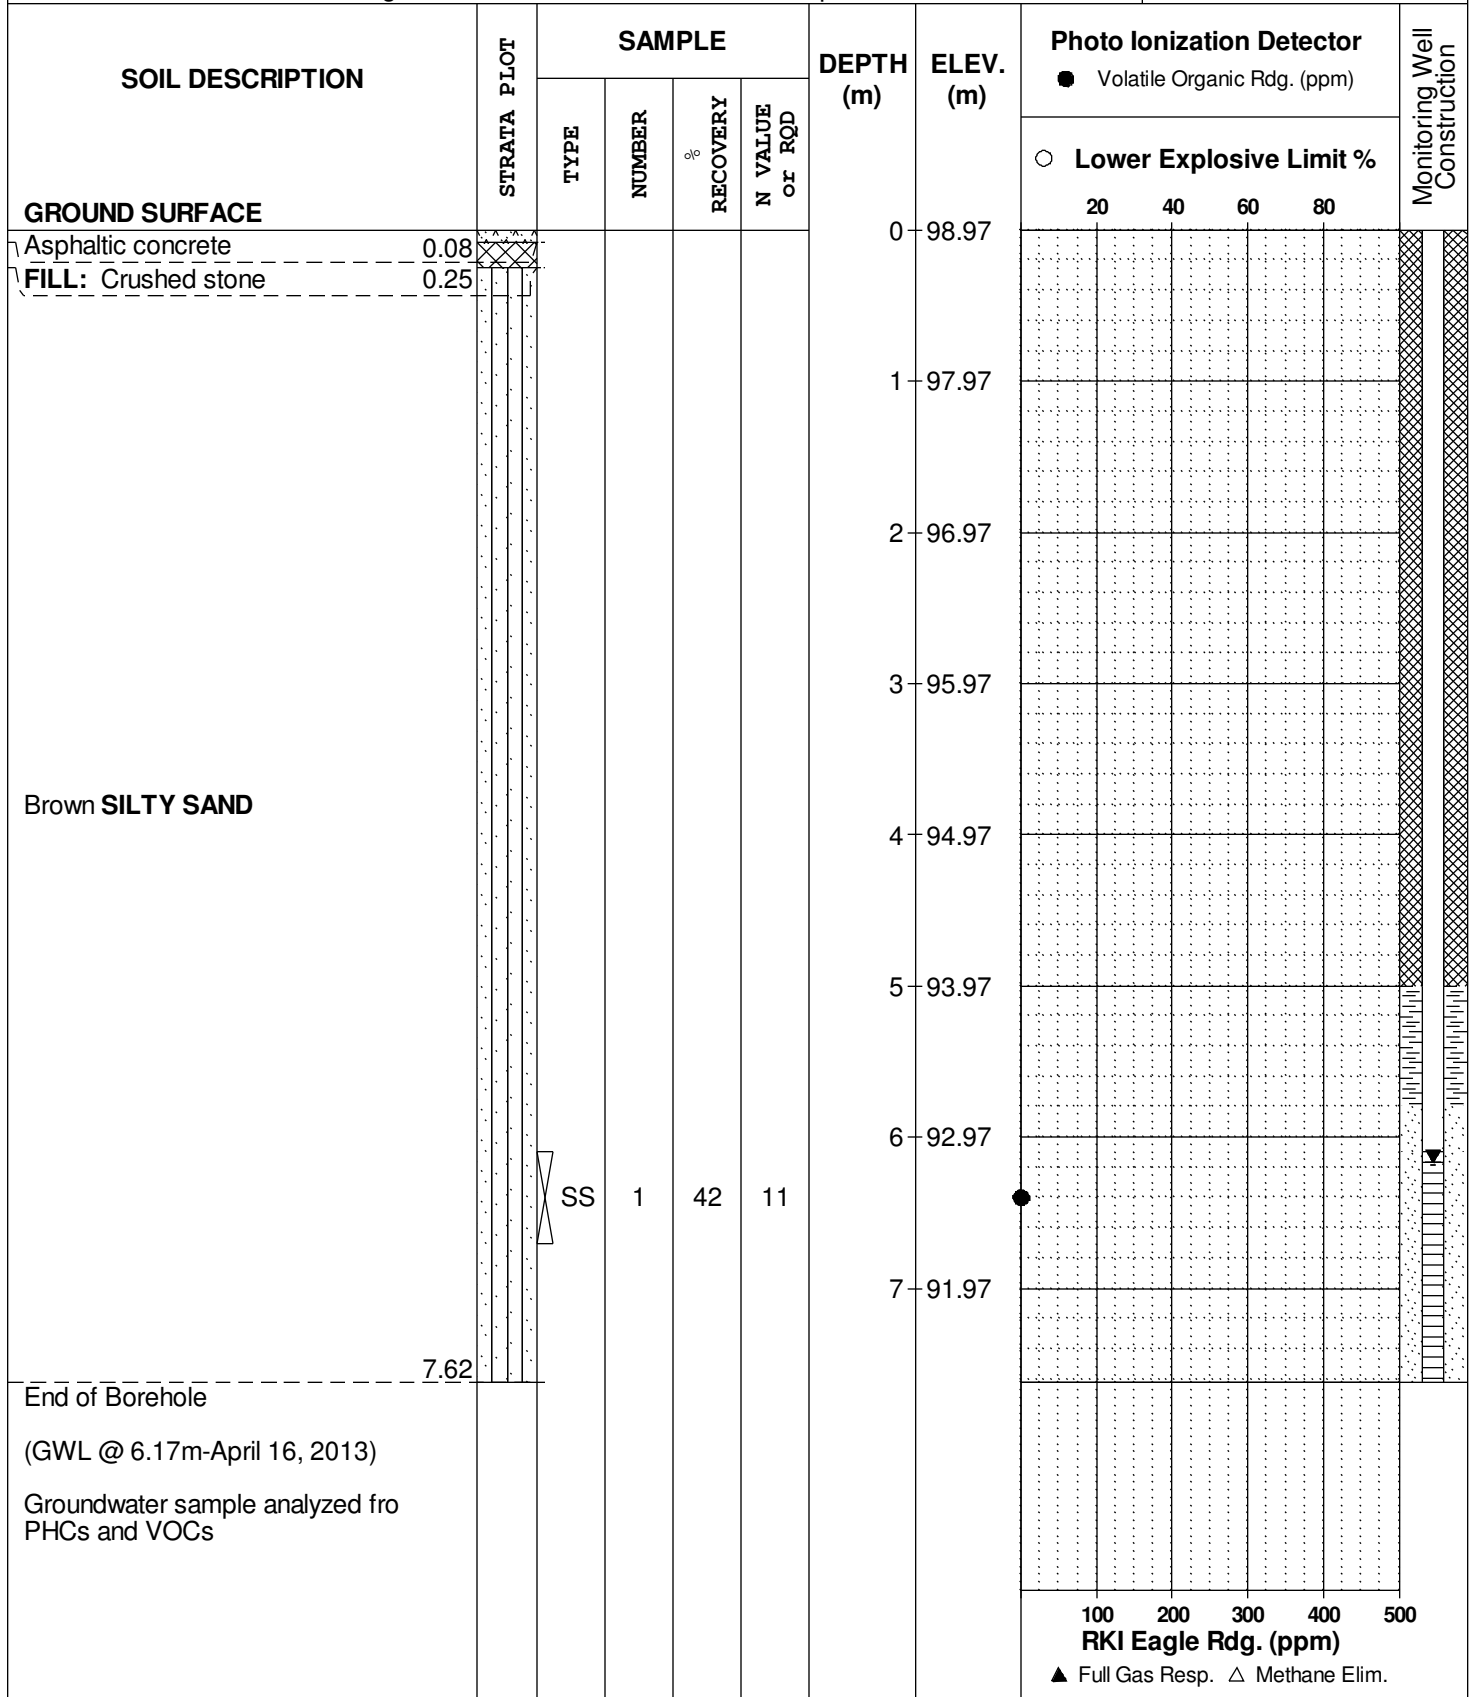 SOIL DESCRIPTION
GROUND SURFACE
STRATA PLOT
SAMPLE
TYPE
NUMBER
%
RECOVERY
N VALUE
or RQD
DEPTH
(m)
ELEV.
(m)
Photo Ionization Detector
● Volatile Organic Rdg. (ppm)
○ Lower Explosive Limit %
20 40 60 80
Monitoring Well
Construction
0 98.97
Asphaltic concrete 0.08
FILL: Crushed stone 0.25
1 97.97
2 96.97
3 95.97
Brown SILTY SAND
4 94.97
5 93.97
6 92.97
SS 1 42 11
7 91.97
7.62
End of Borehole
(GWL @ 6.17m-April 16, 2013)
Groundwater sample analyzed fro
PHCs and VOCs
100 200 300 400 500
RKI Eagle Rdg. (ppm)
▲ Full Gas Resp. △ Methane Elim.